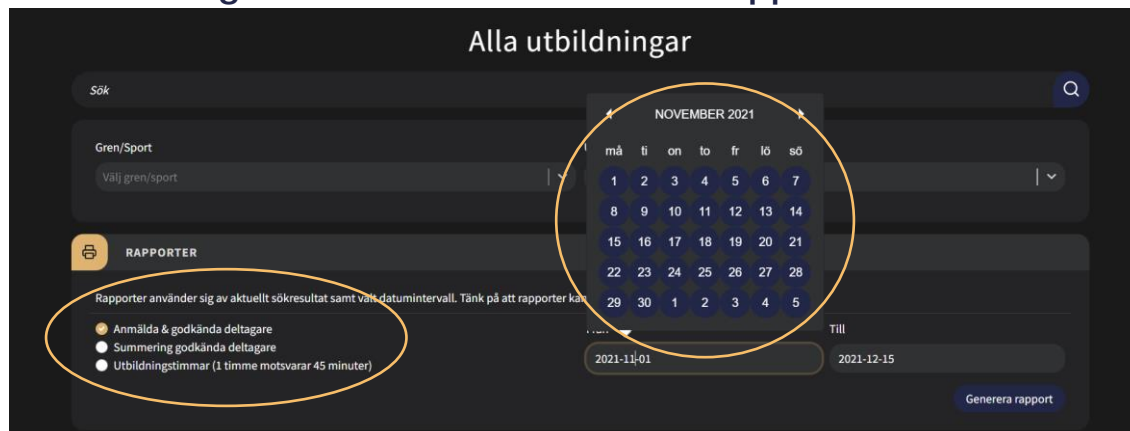 Alla utbildningar
Sök
NOVEMBER 2021
Gren/Sport
må ti on to fr lö sö
Välj gren/sport
1 2 3 4 5 6 7
8 9 10 11 12 13 14
15 16 17 18 19 20 21
22 23 24 25 26 27 28
29 30 1 2 3 4 5
RAPPORTER
Rapporter använder sig av aktuellt sökresultat samt valt datumintervall. Tänk på att rapporter
Anmälda & godkända deltagare
Summering godkända deltagare
Utbildningstimmar (1 timme motsvarar 45 minuter)
Till
2021-11-01
2021-12-15
Generera rapport